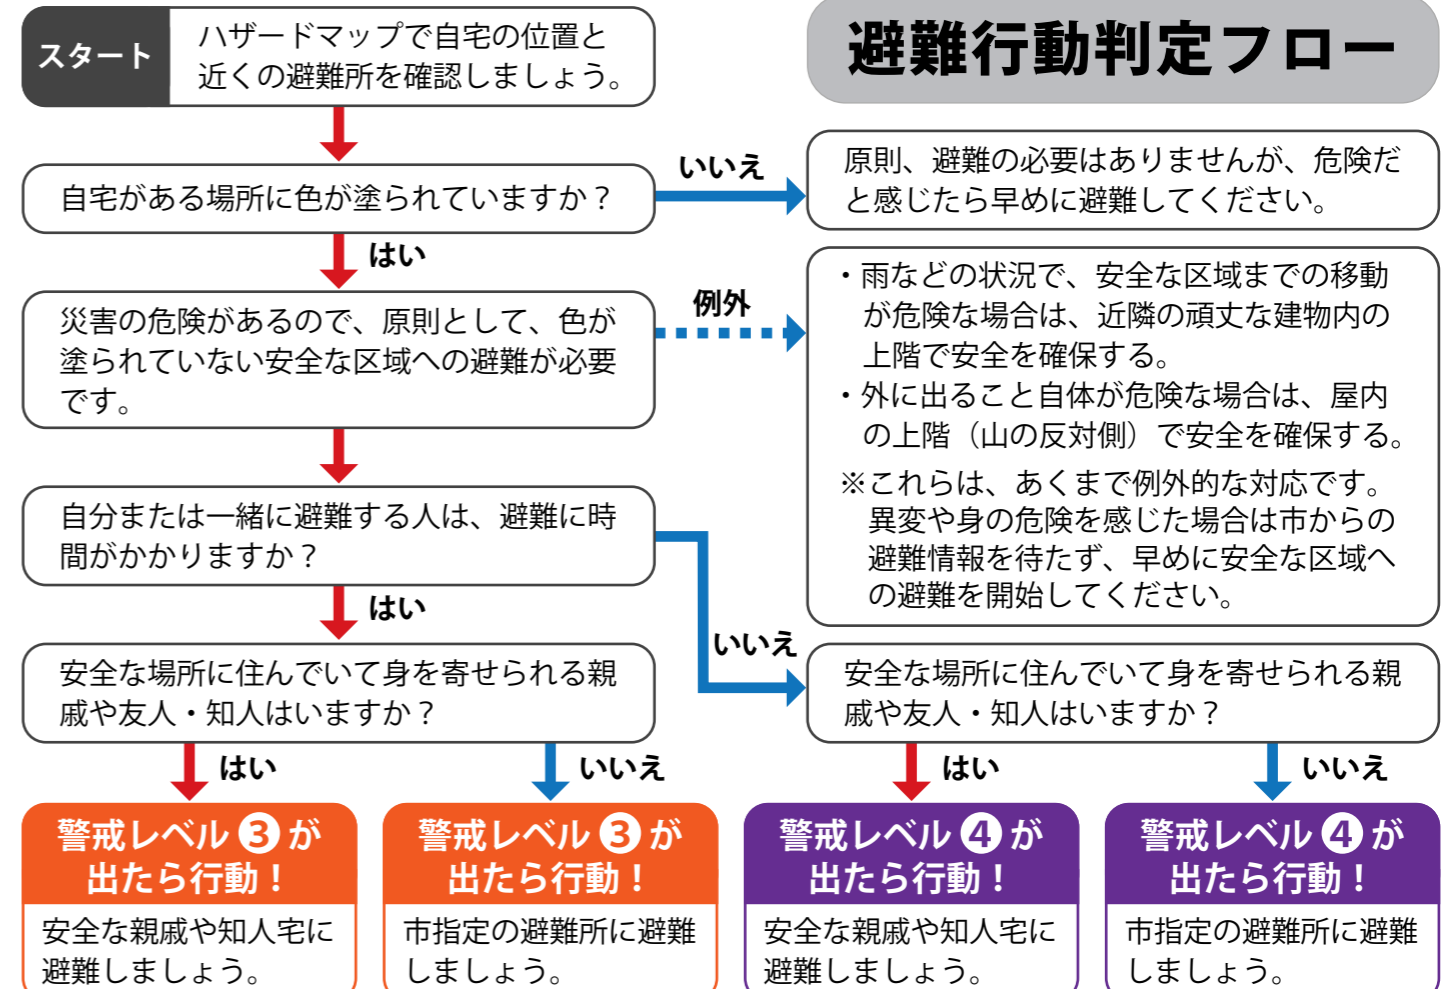 避難行動判定フロー
スタート
ハザードマップで自宅の位置と
近くの避難所を確認しましょう。
自宅がある場所に色が塗られていますか？
いいえ
原則、避難の必要はありませんが、危険だ
と感じたら早めに避難してください。
はい
災害の危険があるので、原則として、色が
塗られていない安全な区域への避難が必要
です。
例外
・雨などの状況で、安全な区域までの移動
が危険な場合は、近隣の頑丈な建物内の
上階で安全を確保する。
・外に出ること自体が危険な場合は、屋内
の上階（山の反対側）で安全を確保する。
※これらは、あくまで例外的な対応です。
異変や身の危険を感じた場合は市からの
避難情報を待たず、早めに安全な区域へ
の避難を開始してください。
自分または一緒に避難する人は、避難に時
間がかかりますか？
はい
いいえ
安全な場所に住んでいて身を寄せられる親
戚や友人・知人はいますか？
はい
いいえ
安全な場所に住んでいて身を寄せられる親
戚や友人・知人はいますか？
はい
いいえ
警戒レベル❸が
出たら行動！
安全な親戚や知人宅に
避難しましょう。
警戒レベル❸が
出たら行動！
市指定の避難所に避難
しましょう。
警戒レベル❹が
出たら行動！
安全な親戚や知人宅に
避難しましょう。
警戒レベル❹が
出たら行動！
市指定の避難所に避難
しましょう。